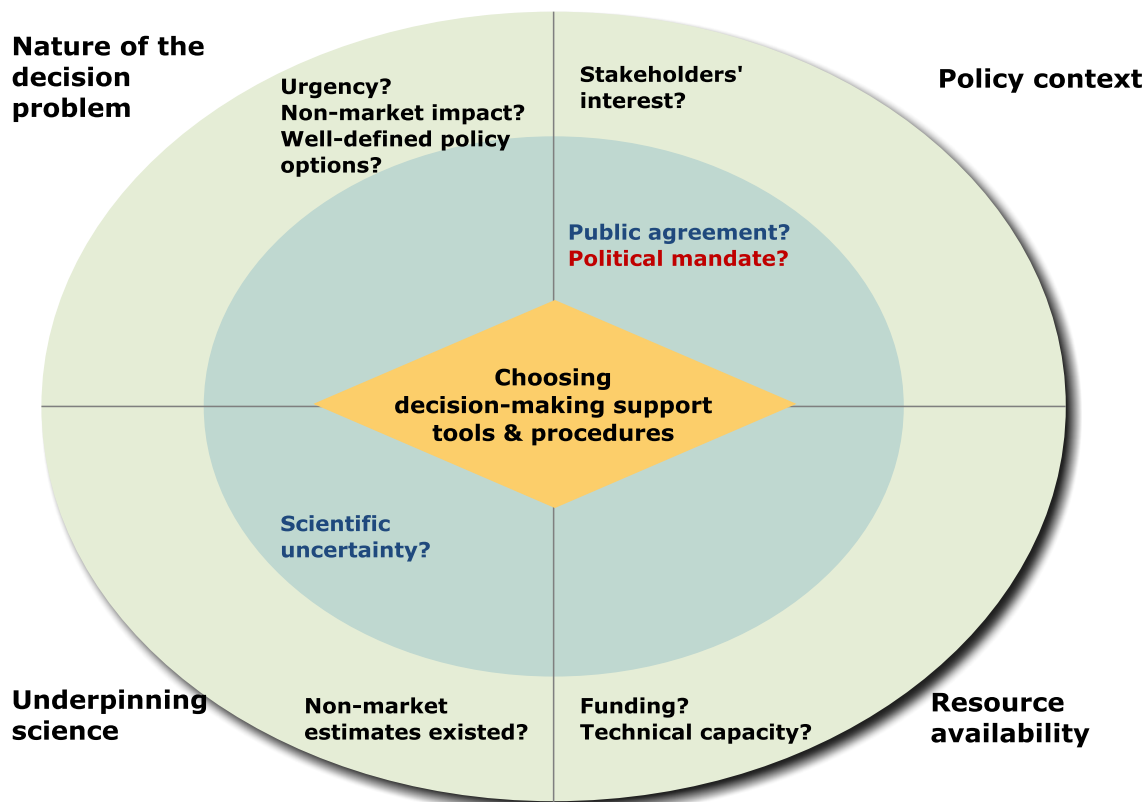 Nature of the
decision
problem
Urgency?
Non-market impact?
Well-defined policy
options?
Stakeholders'
interest?
Policy context
Public agreement?
Political mandate?
Choosing
decision-making support
tools & procedures
Scientific
uncertainty?
Underpinning
science
Non-market
estimates existed?
Funding?
Technical capacity?
Resource
availability